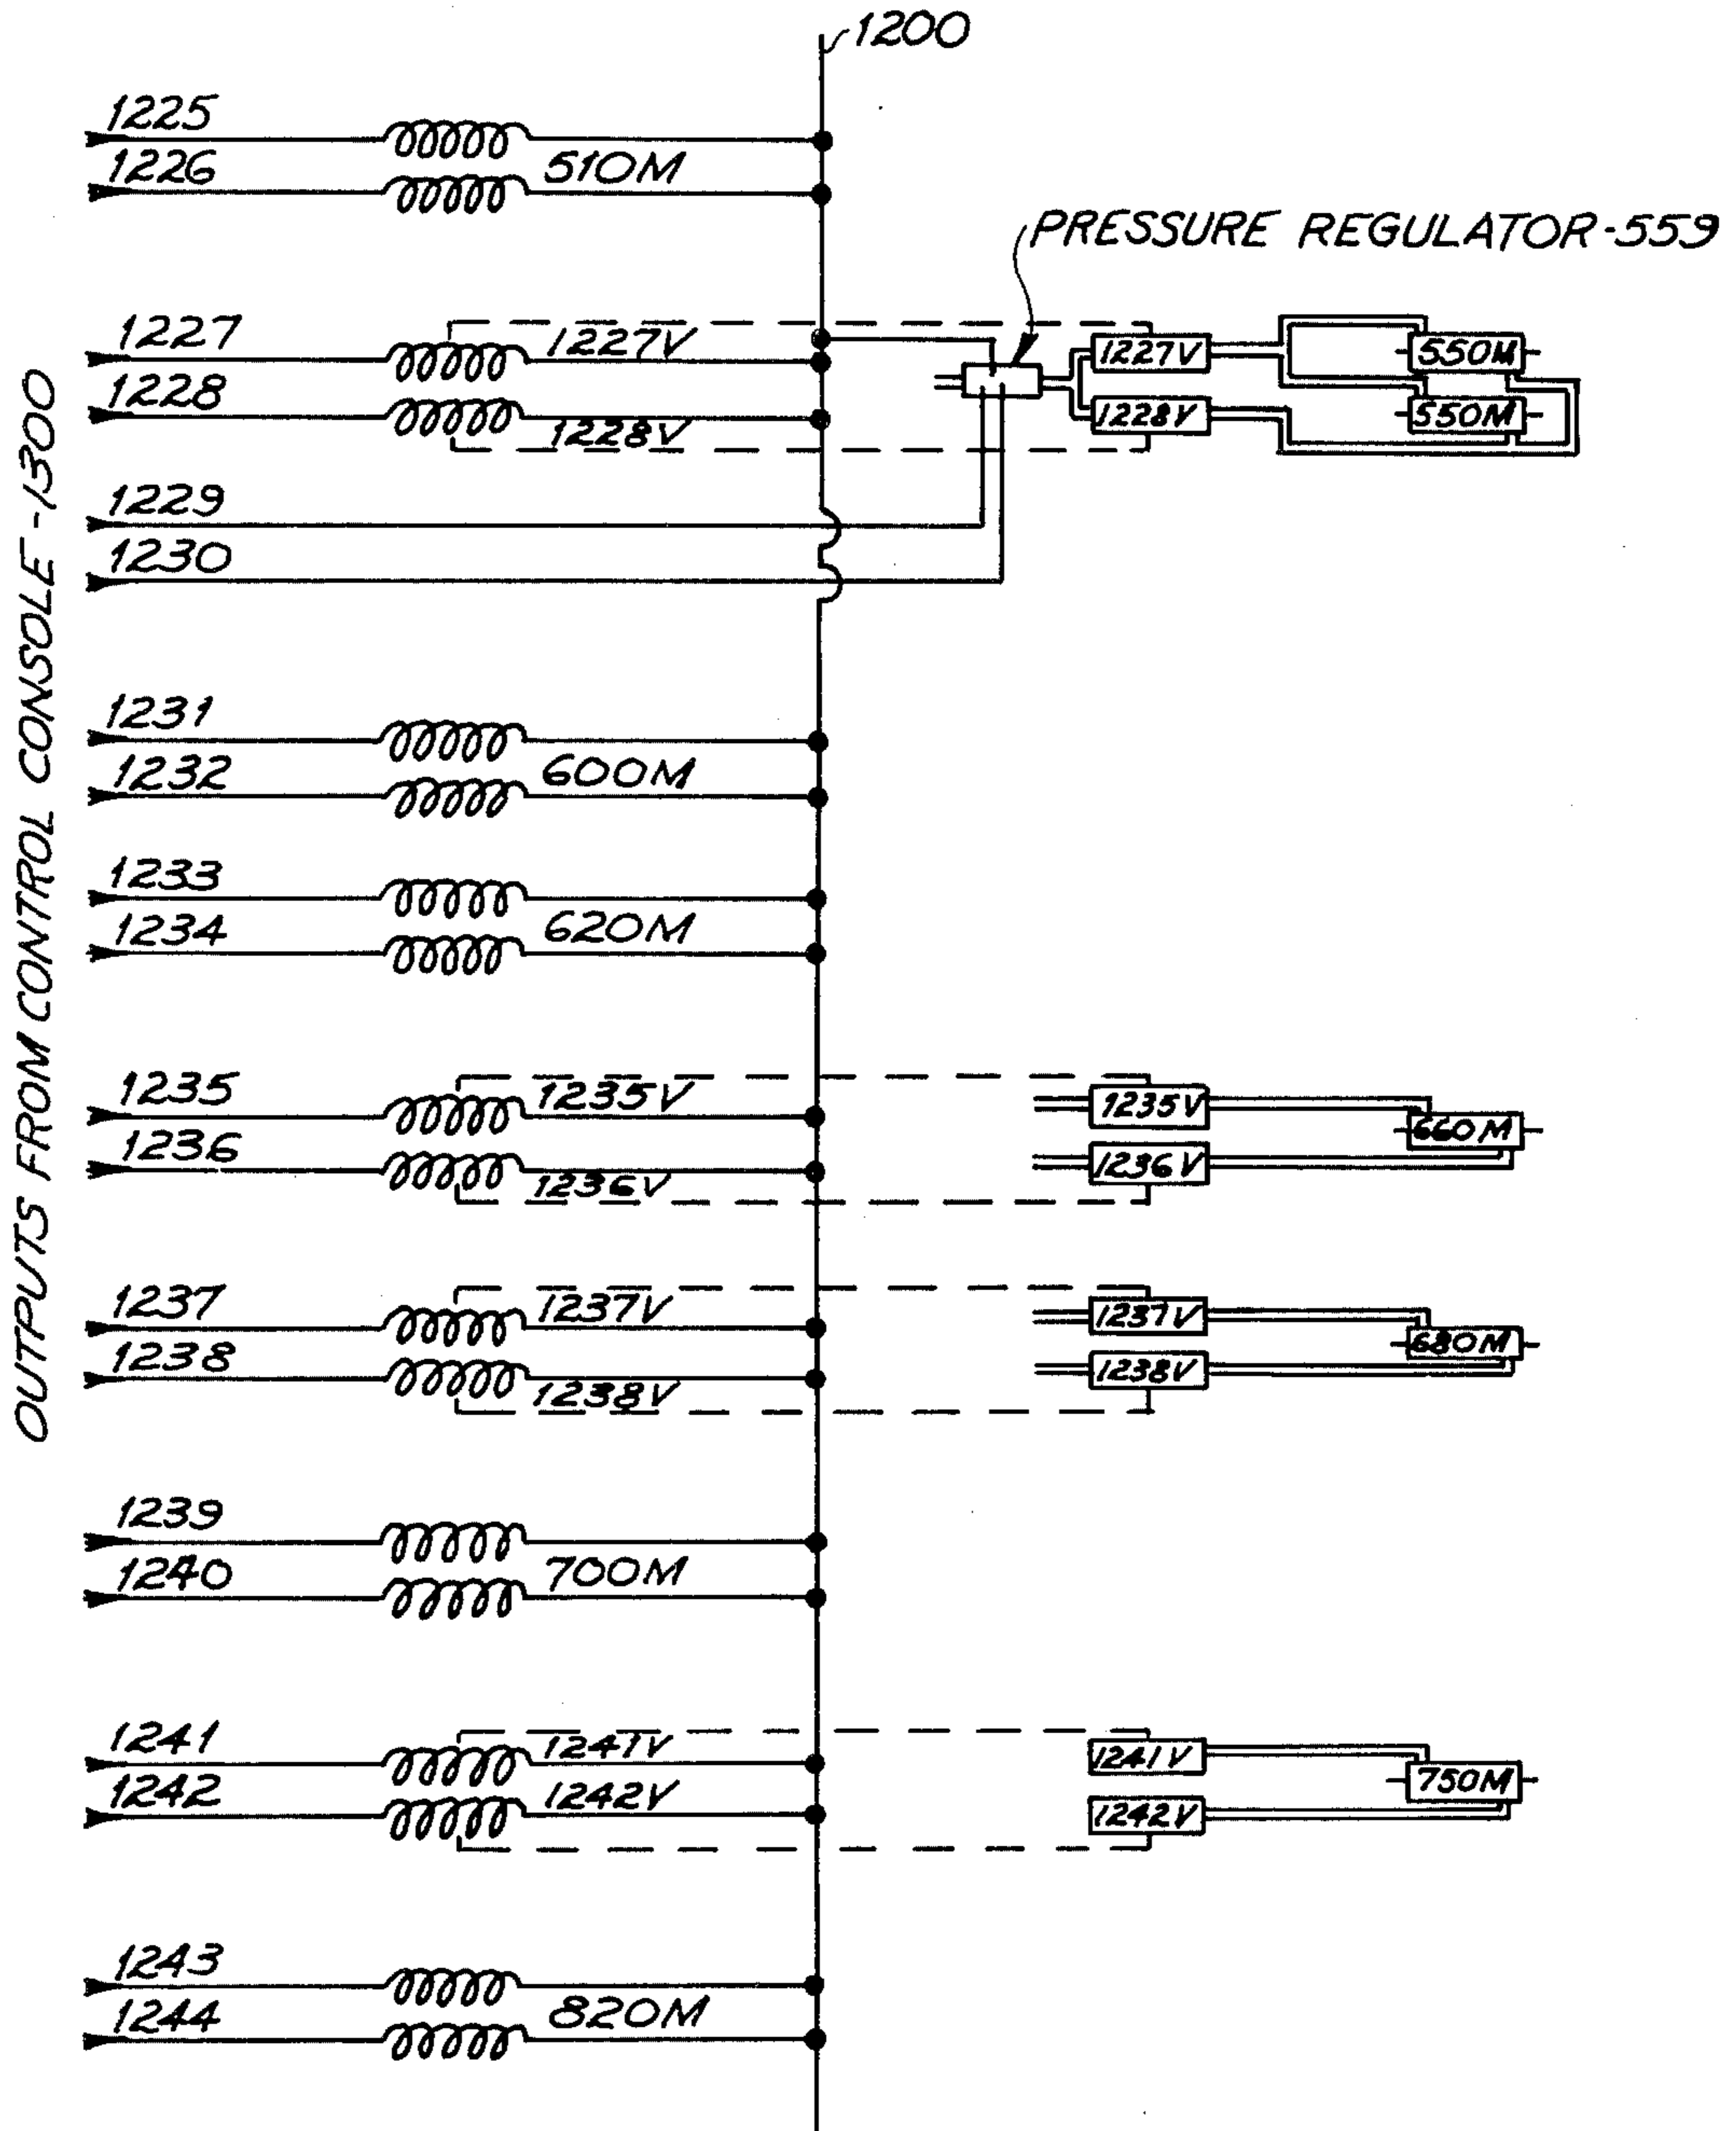 1200
1225
1226
510M
PRESSURE REGULATOR-559
1227
1227V
1227V
550M
1228
1228V
1228V
550M
1229
1230
OUTPUTS FROM CONTROL CONSOLE-1300
1231
1232
600M
1233
1234
620M
1235
1235V
1235V
660M
1236
1236V
1236V
1237
1237V
1237V
680M
1238
1238V
1238V
1239
1240
700M
1241
1241V
1241V
750M
1242
1242V
1242V
1243
1244
820M